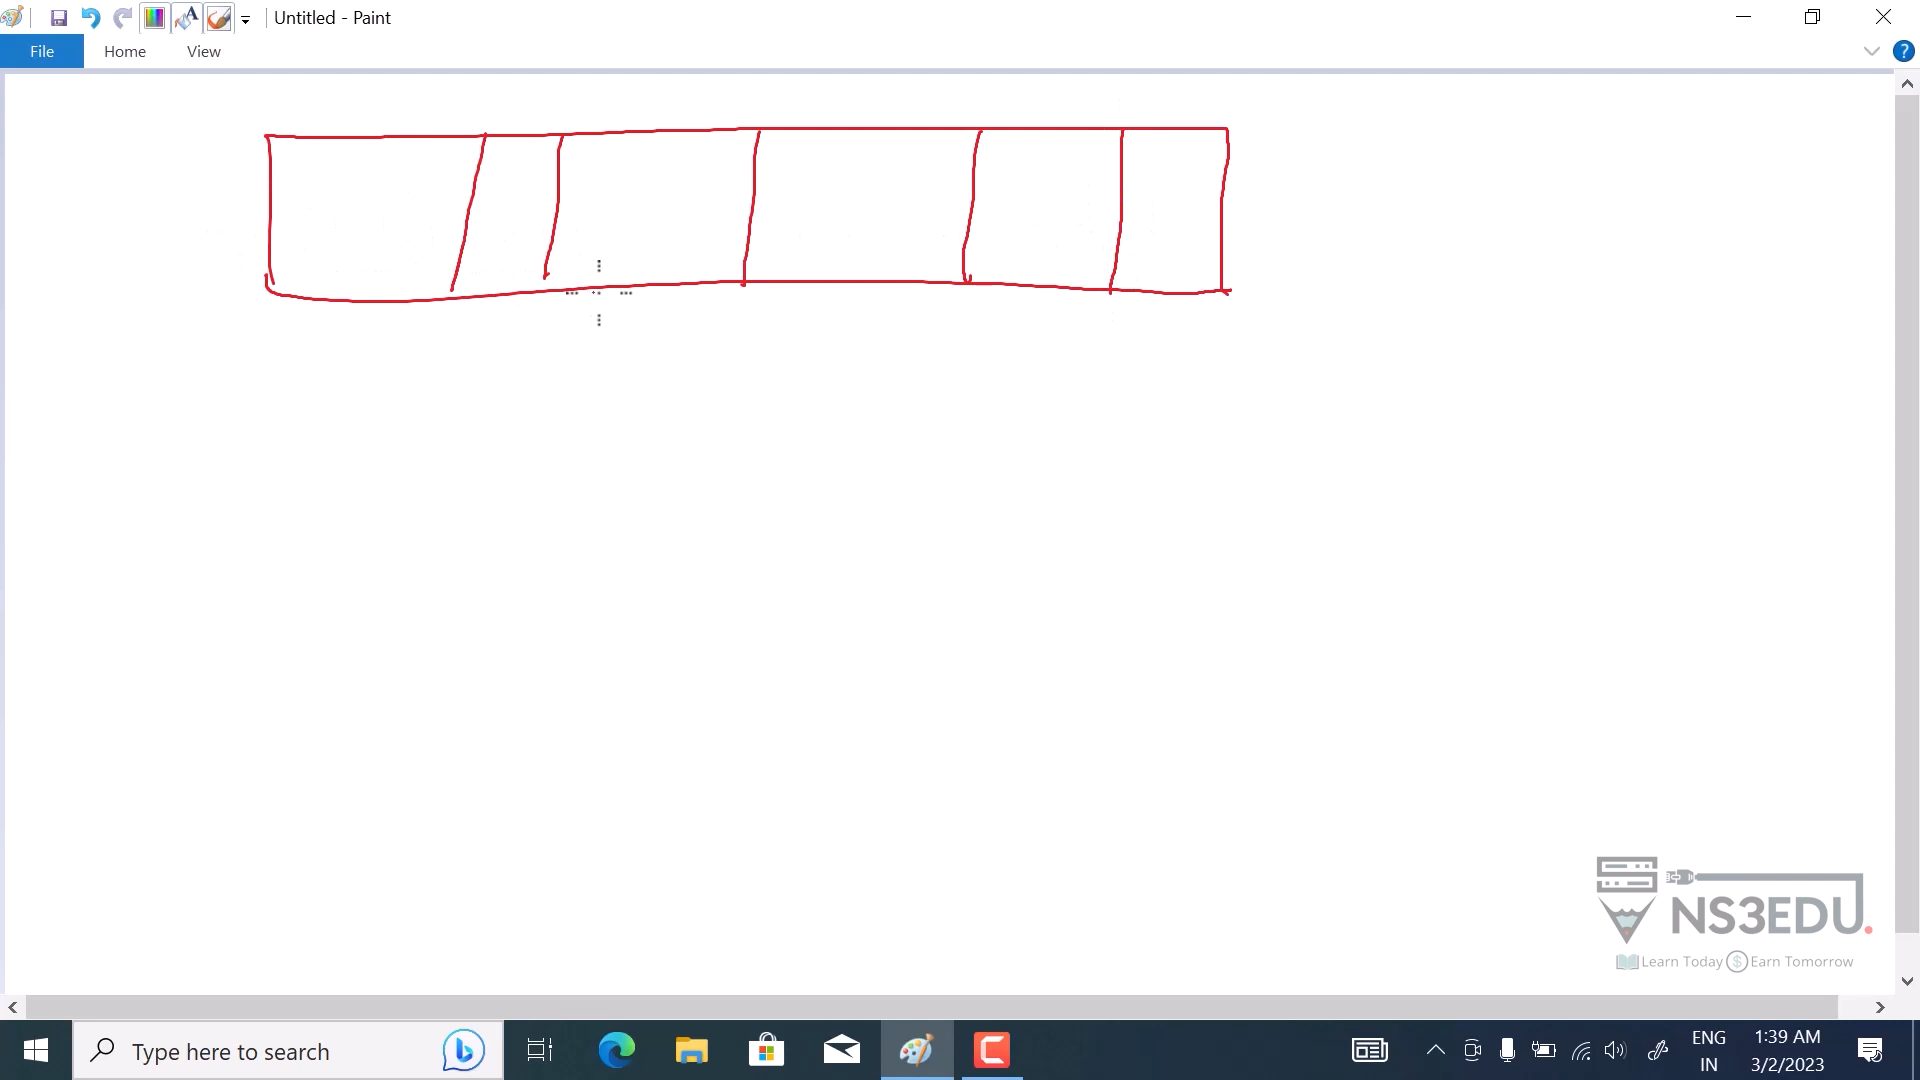 Untitled - Paint
File Home View ?
NS3EDU.
Learn Today $ Earn Tomorrow
Type here to search
ENG
IN
1:39 AM
3/2/2023